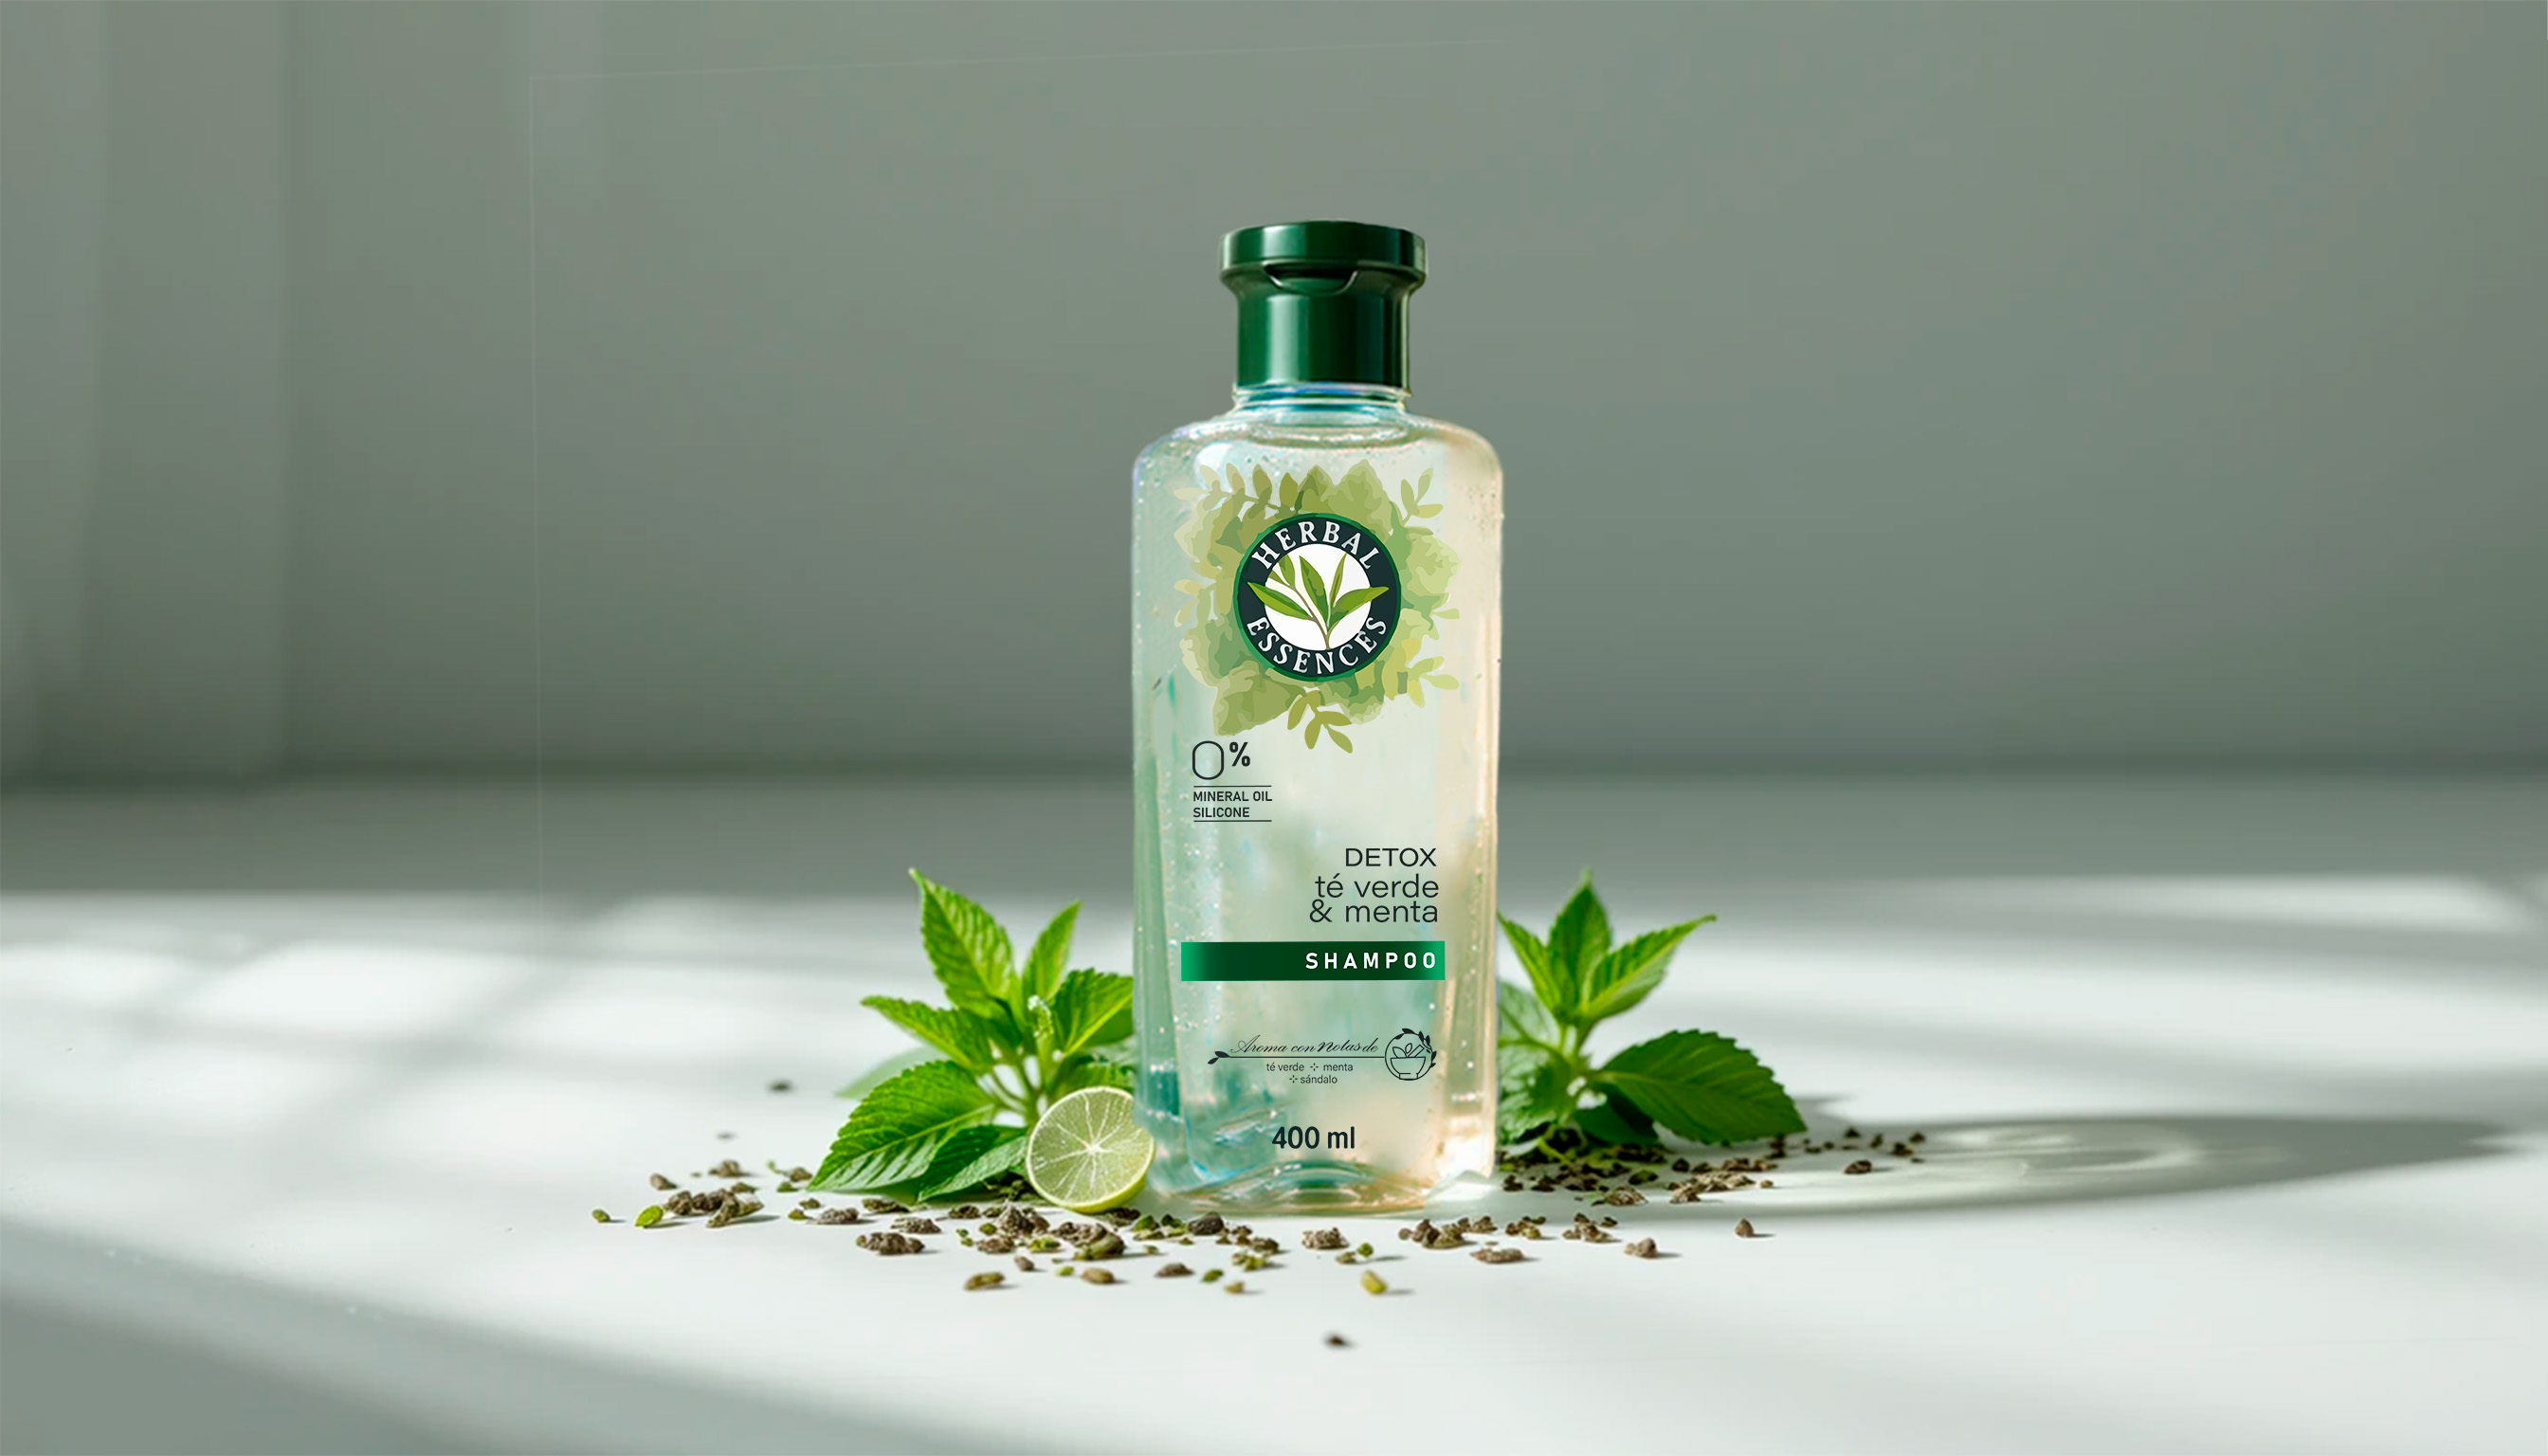 HERBAL
ESSENCES
0%
MINERAL OIL
SILICONE
DETOX
té verde
& menta
SHAMPOO
Aroma con Notas de
té verde ⊹ menta
⊹ sándalo
400 ml